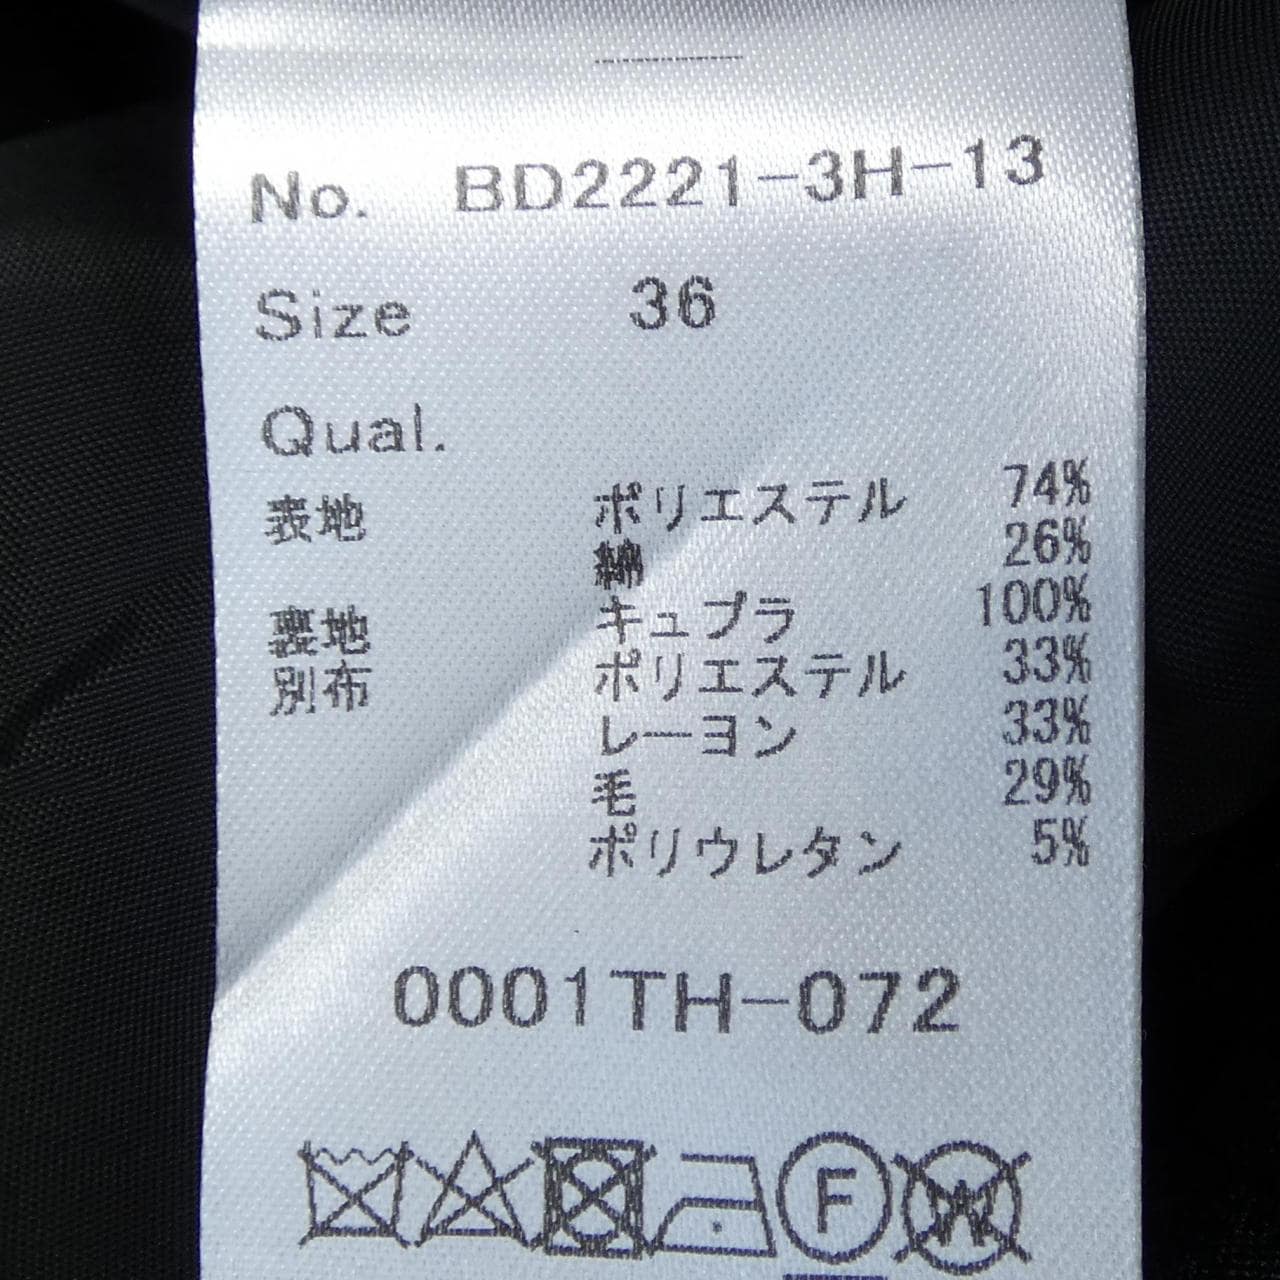 No. BD2221-3H-13
Size 36
Qual.
表地 ポリエステル 74%
綿 26%
裏地 キュプラ 100%
別布 ポリエステル 33%
レーヨン 33%
毛 29%
ポリウレタン 5%
0001TH-072
F W